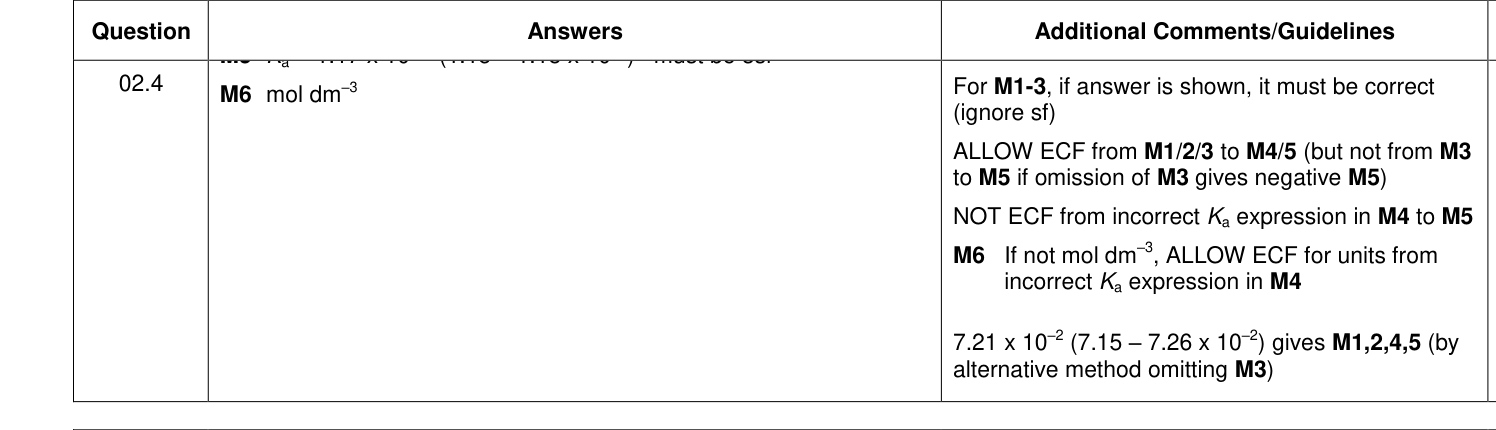 Question Answers Additional Comments/Guidelines
02.4
M6 mol dm⁻³
For M1-3, if answer is shown, it must be correct
(ignore sf)
ALLOW ECF from M1/2/3 to M4/5 (but not from M3
to M5 if omission of M3 gives negative M5)
NOT ECF from incorrect Kₐ expression in M4 to M5
M6 If not mol dm⁻³, ALLOW ECF for units from
incorrect Kₐ expression in M4
7.21 x 10⁻² (7.15 – 7.26 x 10⁻²) gives M1,2,4,5 (by
alternative method omitting M3)